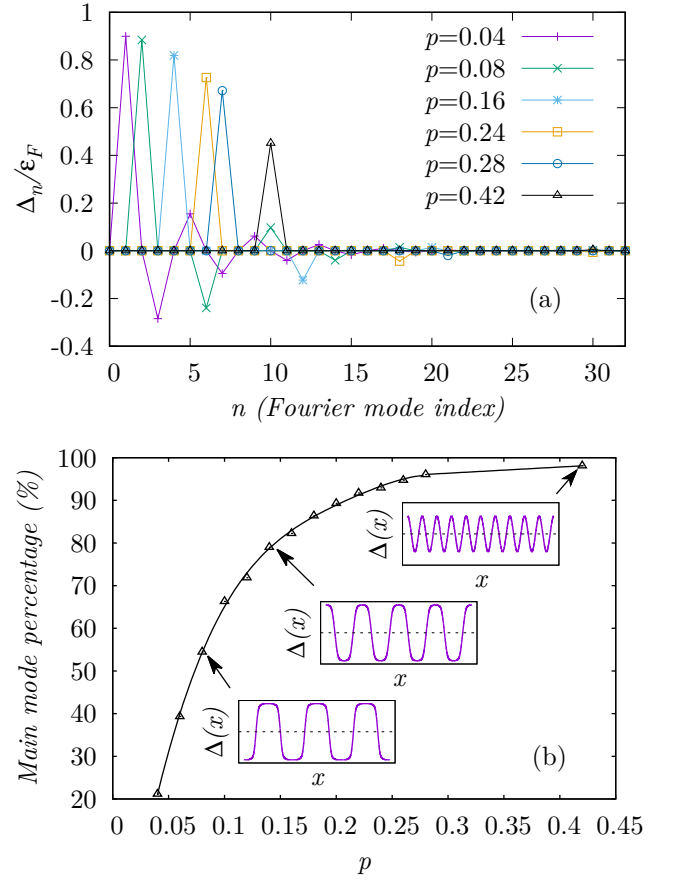 1
0.8
0.6
0.4
0.2
0
-0.2
-0.4
Δn/εF
p=0.04
p=0.08
p=0.16
p=0.24
p=0.28
p=0.42
(a)
0 5 10 15 20 25 30
n (Fourier mode index)
100
90
80
70
60
50
40
30
20
Main mode percentage (%)
Δ(x)
x
Δ(x)
x
Δ(x)
x
(b)
0 0.05 0.1 0.15 0.2 0.25 0.3 0.35 0.4 0.45
p